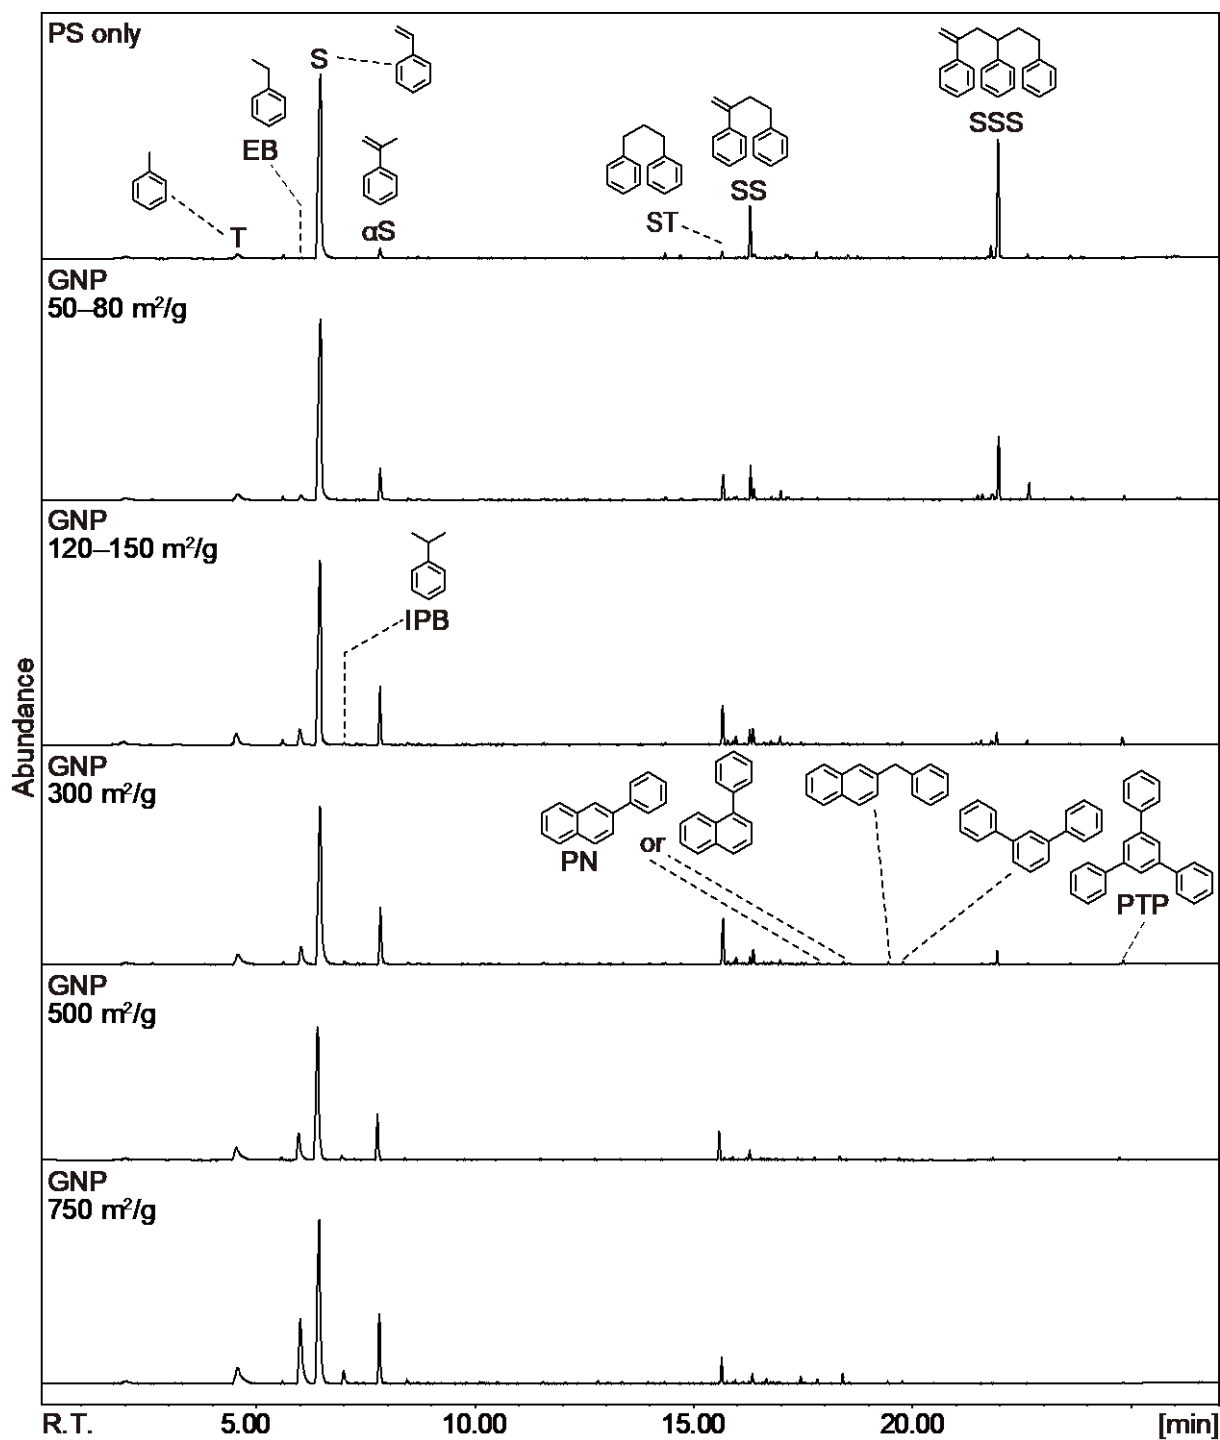 PS only
S
EB
αS
T
ST
SS
SSS
GNP
50–80 m²/g
GNP
120–150 m²/g
IPB
Abundance
GNP
300 m²/g
PN
or
PTP
GNP
500 m²/g
GNP
750 m²/g
R.T. 5.00 10.00 15.00 20.00 [min]